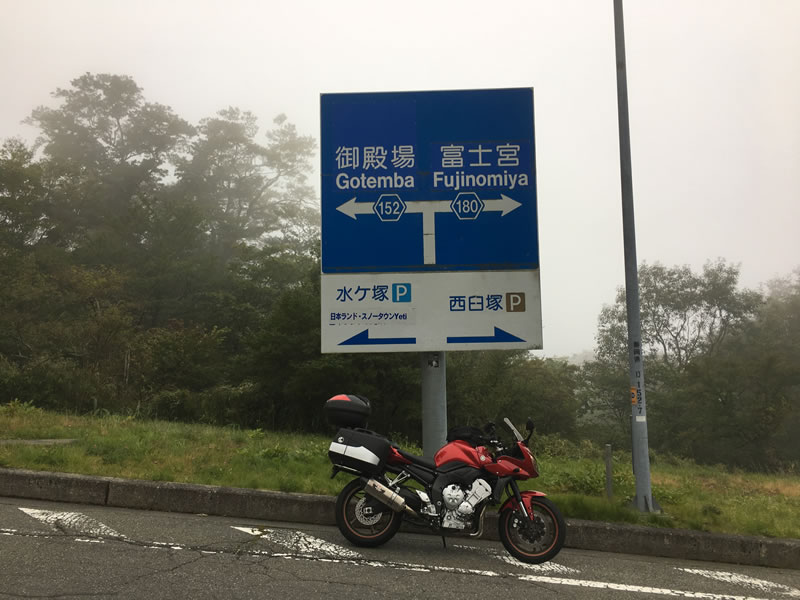 御殿場 富士宮
Gotemba Fujinomiya
152 180
水ケ塚 P 西臼塚 P
日本ランド・スノータウンYeti